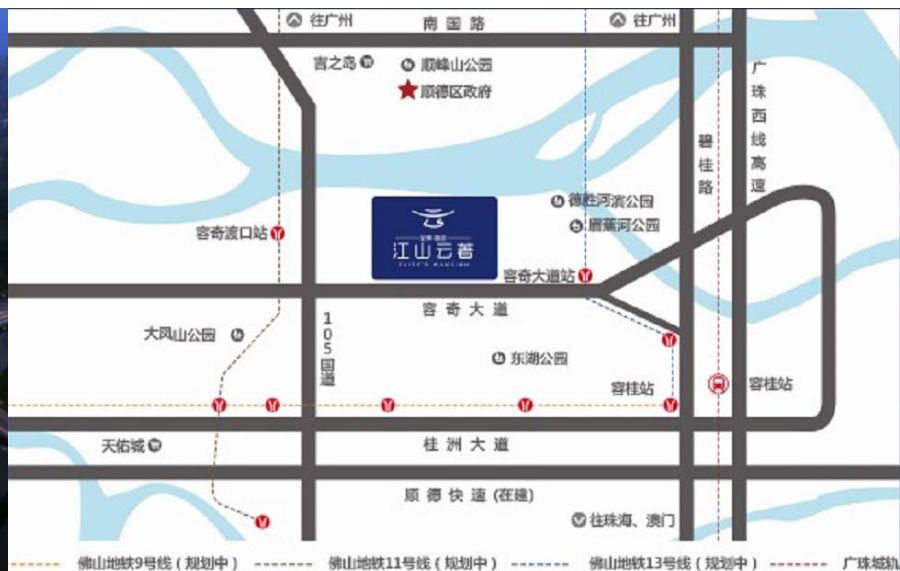 往广州
南国路
往广州
吉之岛
顺峰山公园
顺德区政府
广珠西线高速
碧桂路
德胜河滨公园
眉蕉河公园
容奇渡口站
江山云著
容奇大道站
容奇大道
105国道
大凤山公园
东湖公园
容桂站
容桂站
天佑城
桂洲大道
顺德快速(在建)
往珠海、澳门
佛山地铁9号线(规划中)
佛山地铁11号线(规划中)
佛山地铁13号线(规划中)
广珠城轨